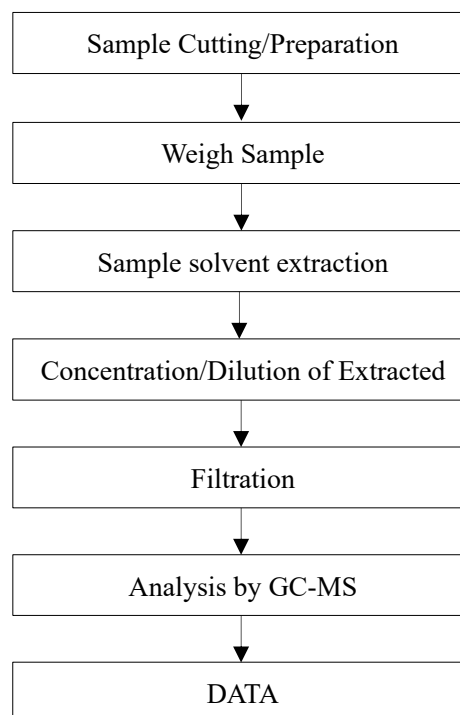 Sample Cutting/Preparation
Weigh Sample
Sample solvent extraction
Concentration/Dilution of Extracted
Filtration
Analysis by GC-MS
DATA